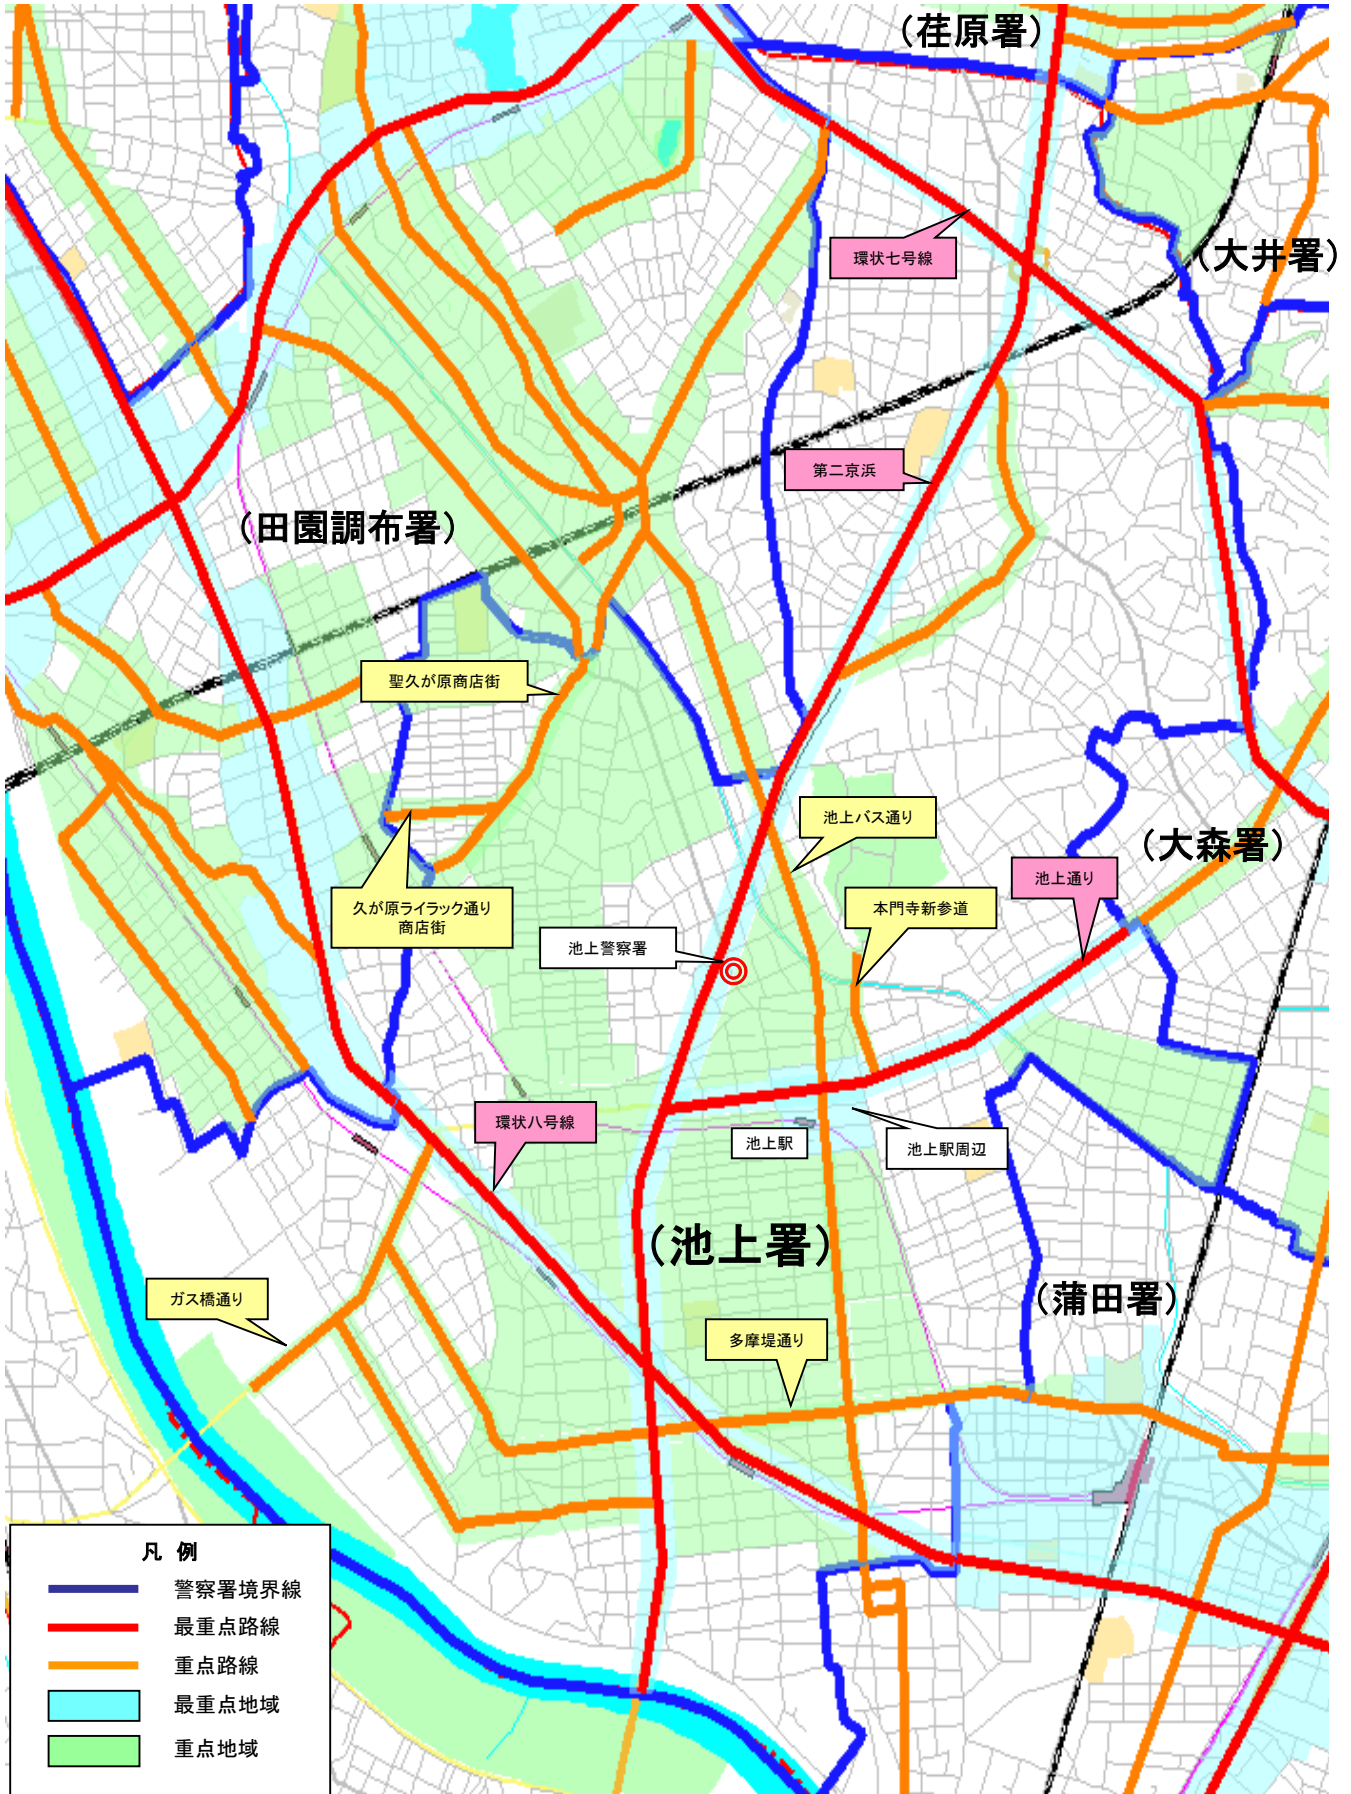 （荏原署）
環状七号線
（大井署）
第二京浜
（田園調布署）
聖久が原商店街
池上バス通り
（大森署）
池上通り
久が原ライラック通り
商店街
本門寺新参道
池上警察署
環状八号線
池上駅
池上駅周辺
（池上署）
ガス橋通り
（蒲田署）
多摩堤通り
凡 例
警察署境界線
最重点路線
重点路線
最重点地域
重点地域